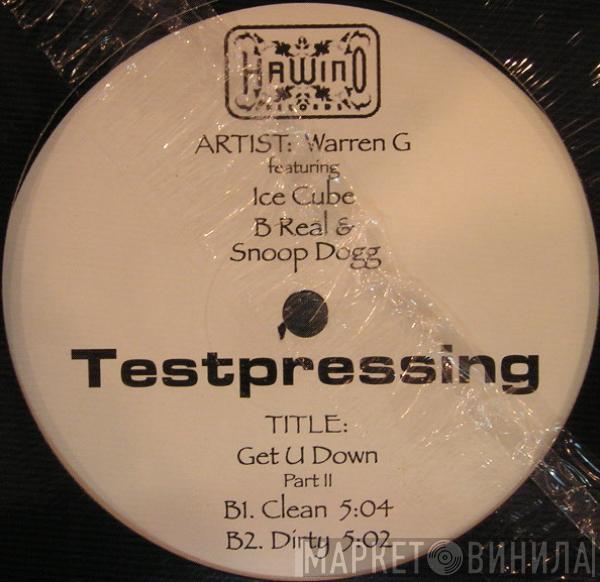 HAWINO
RECORDS
ARTIST: Warren G
featuring
Ice Cube
B Real &
Snoop Dogg
Testpressing
TITLE:
Get U Down
Part II
B1. Clean 5:04
B2. Dirty 5:02
МАРКЕТ ВИНИЛА